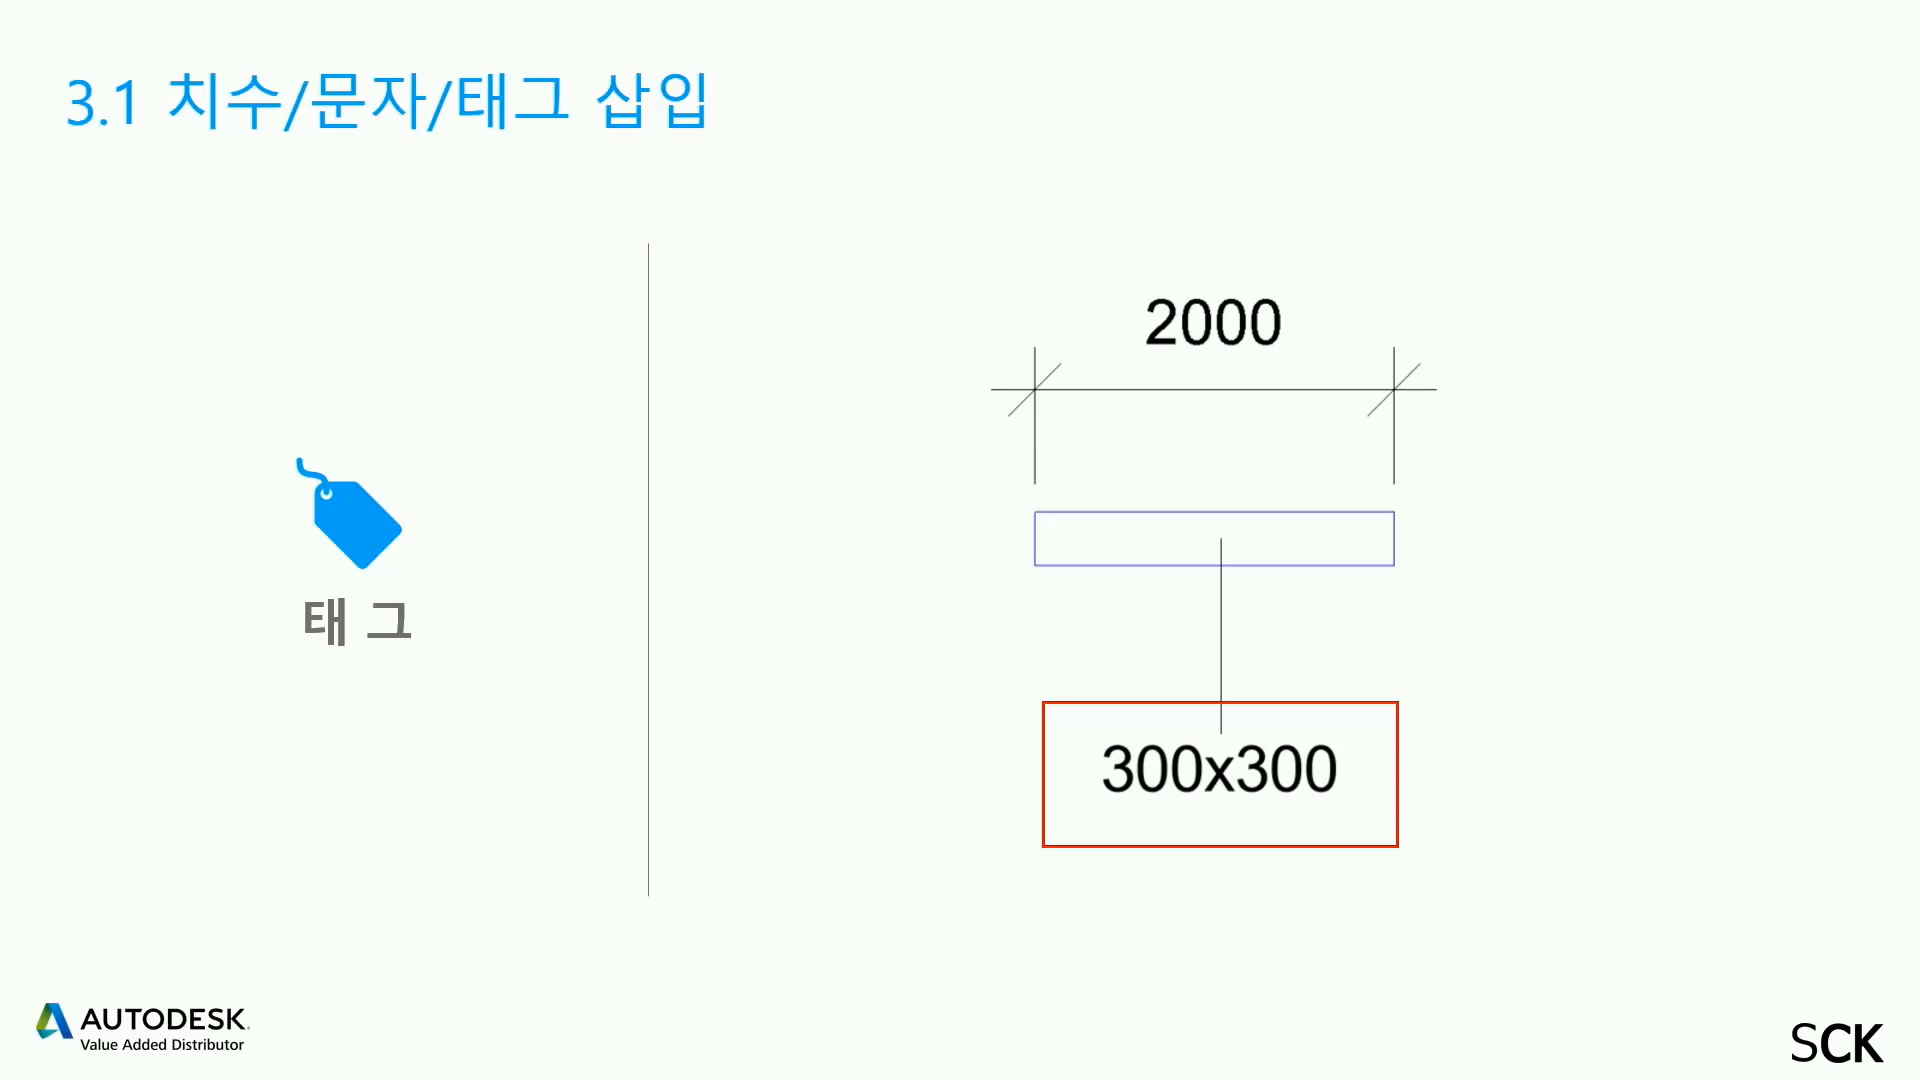 3.1 치수/문자/태그 삽입
태 그
2000
300x300
AUTODESK.
Value Added Distributor
SCK